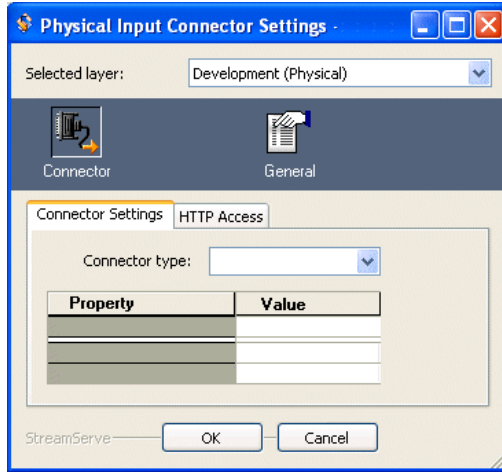 Physical Input Connector Settings -
Selected layer: Development (Physical)
Connector General
Connector Settings HTTP Access
Connector type:
Property Value
StreamServe OK Cancel